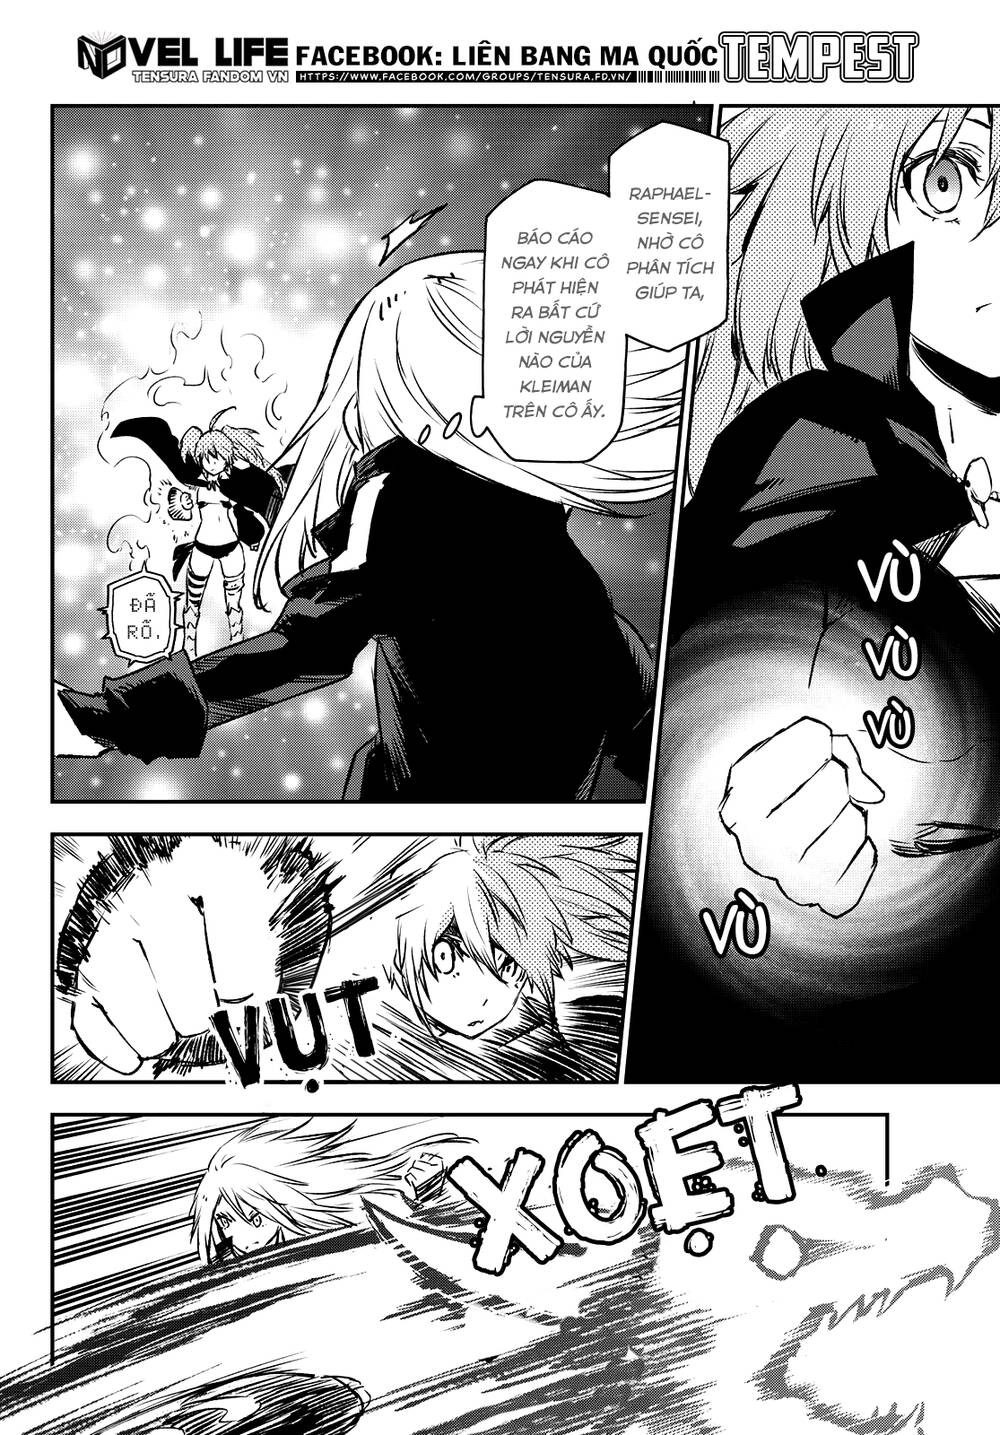 NOVEL LIFE
TENSURA FANDOM VN
FACEBOOK: LIÊN BANG MA QUỐC TEMPEST
HTTPS://WWW.FACEBOOK.COM/GROUPS/TENSURA.FD.VN/
RAPHAEL-
SENSEI,
NHỜ CÔ
PHÂN TÍCH
GIÚP TA,
BÁO CÁO
NGAY KHI CÔ
PHÁT HIỆN
RA BẤT CỨ
LỜI NGUYỀN
NÀO CỦA
KLEIMAN
TRÊN CÔ ẤY.
ĐÃ
RÕ.
VÙ
VÙ
VÙ
VÙ
VỤT
XOẸT